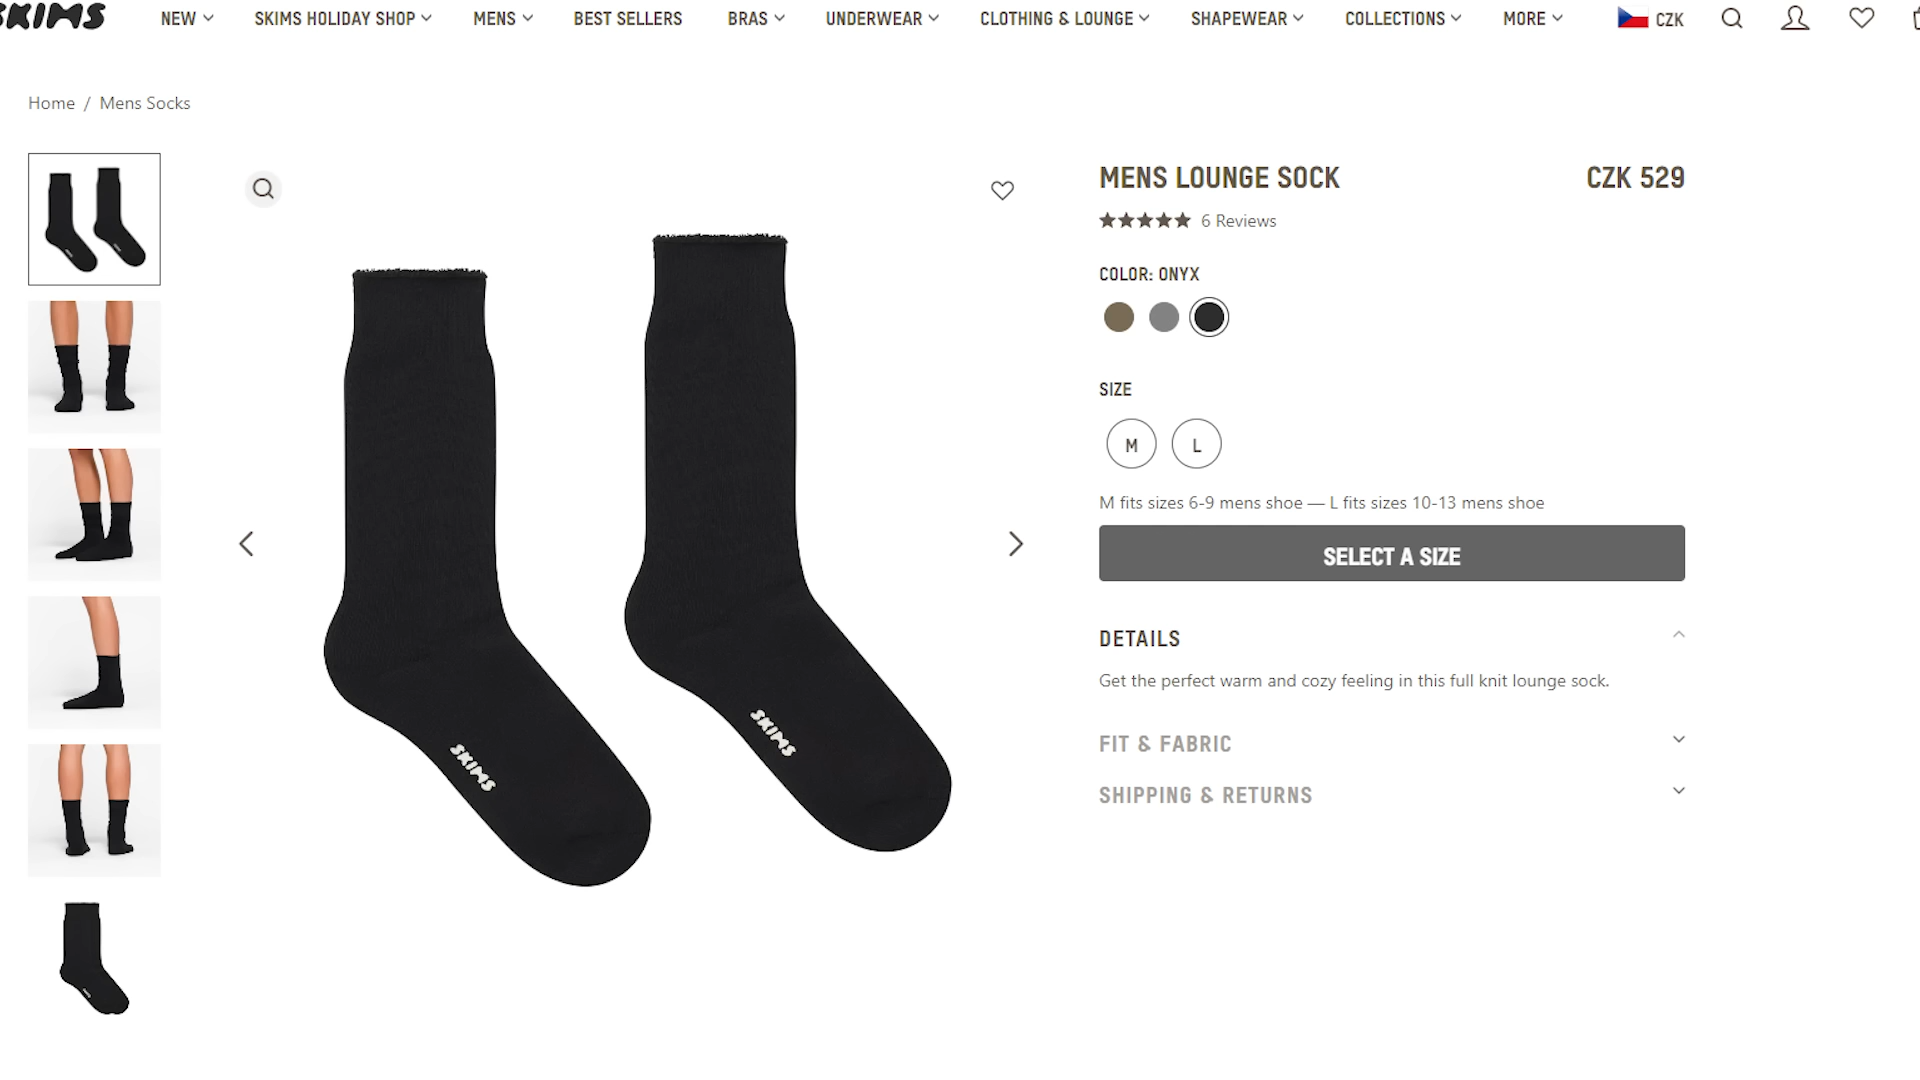 SKIMS
NEW
SKIMS HOLIDAY SHOP
MENS
BEST SELLERS
BRAS
UNDERWEAR
CLOTHING & LOUNGE
SHAPEWEAR
COLLECTIONS
MORE
CZK
Home / Mens Socks
SKIMS
SKIMS
MENS LOUNGE SOCK
CZK 529
6 Reviews
COLOR: ONYX
SIZE
M
L
M fits sizes 6-9 mens shoe — L fits sizes 10-13 mens shoe
SELECT A SIZE
DETAILS
Get the perfect warm and cozy feeling in this full knit lounge sock.
FIT & FABRIC
SHIPPING & RETURNS